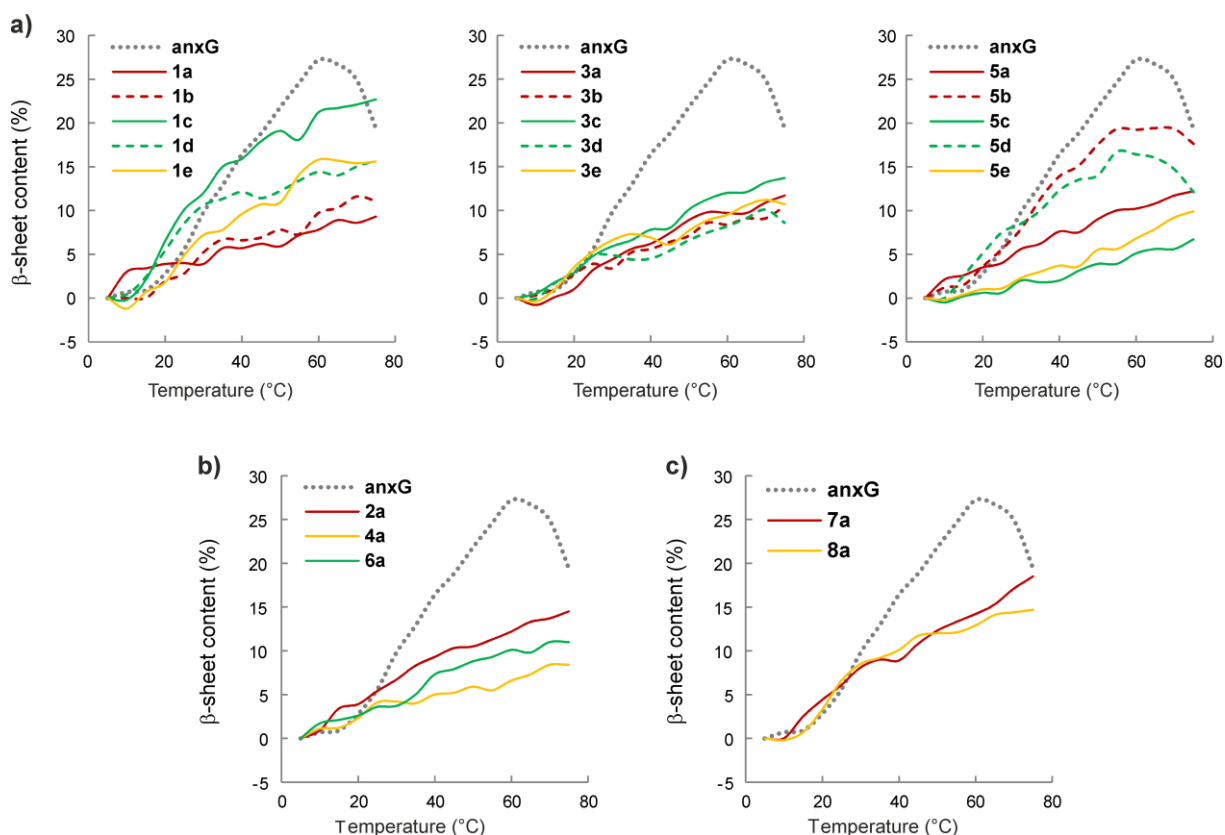 a)
β-sheet content (%)
30
25
20
15
10
5
0
-5
anxG
1a
1b
1c
1d
1e
0 20 40 60 80
Temperature (°C)
30
25
20
15
10
5
0
-5
anxG
3a
3b
3c
3d
3e
0 20 40 60 80
Temperature (°C)
30
25
20
15
10
5
0
-5
anxG
5a
5b
5c
5d
5e
0 20 40 60 80
Temperature (°C)
b)
β-sheet content (%)
30
25
20
15
10
5
0
-5
anxG
2a
4a
6a
0 20 40 60 80
Temperature (°C)
c)
β-sheet content (%)
30
25
20
15
10
5
0
-5
anxG
7a
8a
0 20 40 60 80
Temperature (°C)